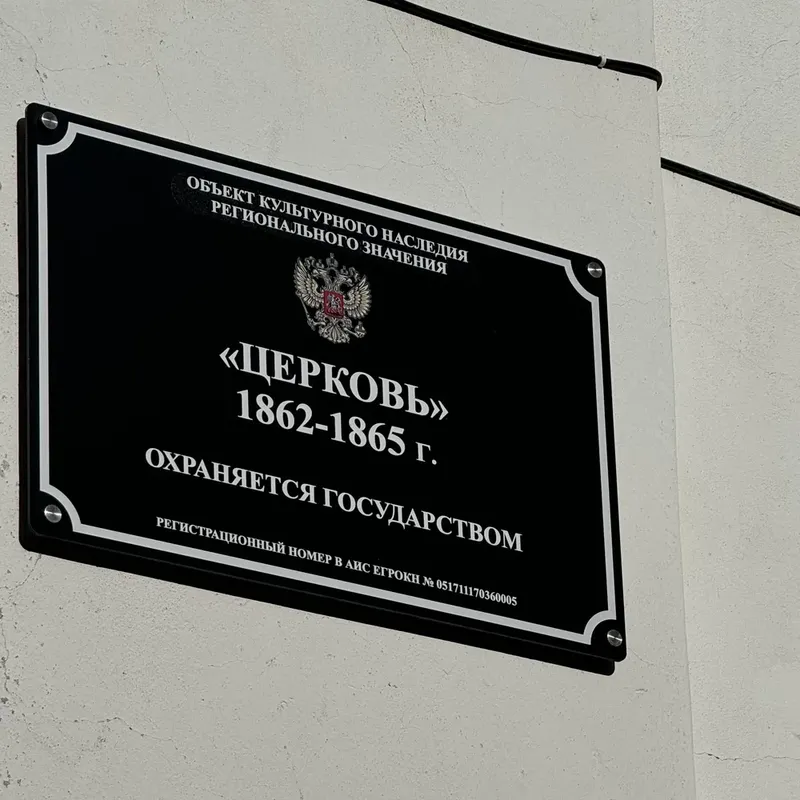 ОБЪЕКТ КУЛЬТУРНОГО НАСЛЕДИЯ
РЕГИОНАЛЬНОГО ЗНАЧЕНИЯ
«ЦЕРКОВЬ»
1862-1865 г.
ОХРАНЯЕТСЯ ГОСУДАРСТВОМ
РЕГИСТРАЦИОННЫЙ НОМЕР В АИС ЕГРОКН № 051711170360005